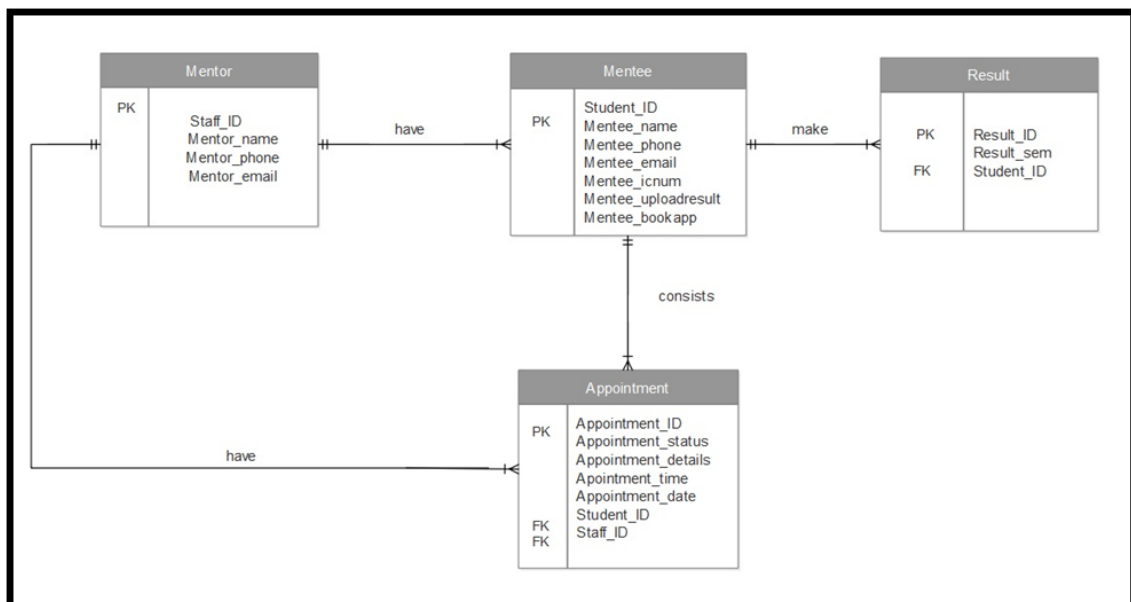 Mentor
PK
Staff_ID
Mentor_name
Mentor_phone
Mentor_email
have
Mentee
PK
Student_ID
Mentee_name
Mentee_phone
Mentee_email
Mentee_icnum
Mentee_uploadresult
Mentee_bookapp
make
Result
PK Result_ID
Result_sem
FK Student_ID
consists
have
Appointment
PK Appointment_ID
Appointment_status
Appointment_details
Apointment_time
Appointment_date
FK Student_ID
FK Staff_ID